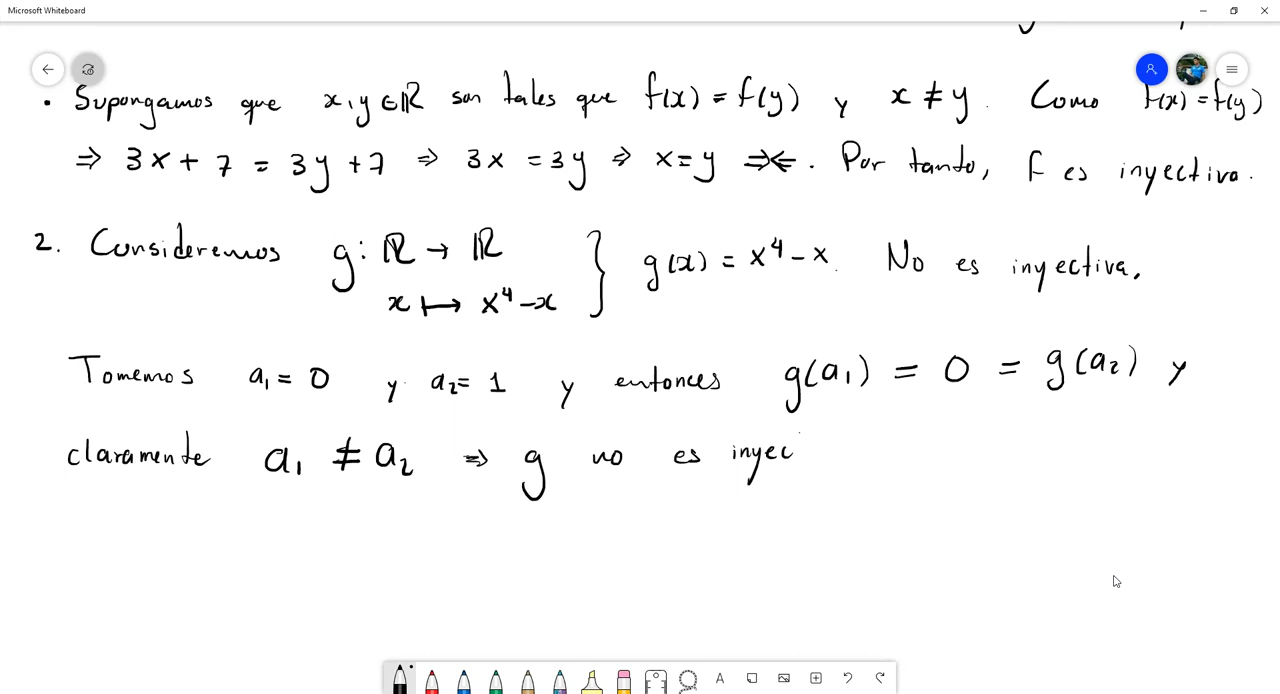 Microsoft Whiteboard
• Supongamos que x, y ∈ ℝ son tales que f(x) = f(y) y x ≠ y. Como f(x) = f(y)
⇒ 3x + 7 = 3y + 7 ⇒ 3x = 3y ⇒ x = y ⇒⇐. Por tanto, f es inyectiva.
2. Consideremos g: ℝ → ℝ } g(x) = x⁴ - x. No es inyectiva.
x ↦ x⁴ - x
Tomemos a₁ = 0 y a₂ = 1 y entonces g(a₁) = 0 = g(a₂) y
claramente a₁ ≠ a₂ ⇒ g no es inyec